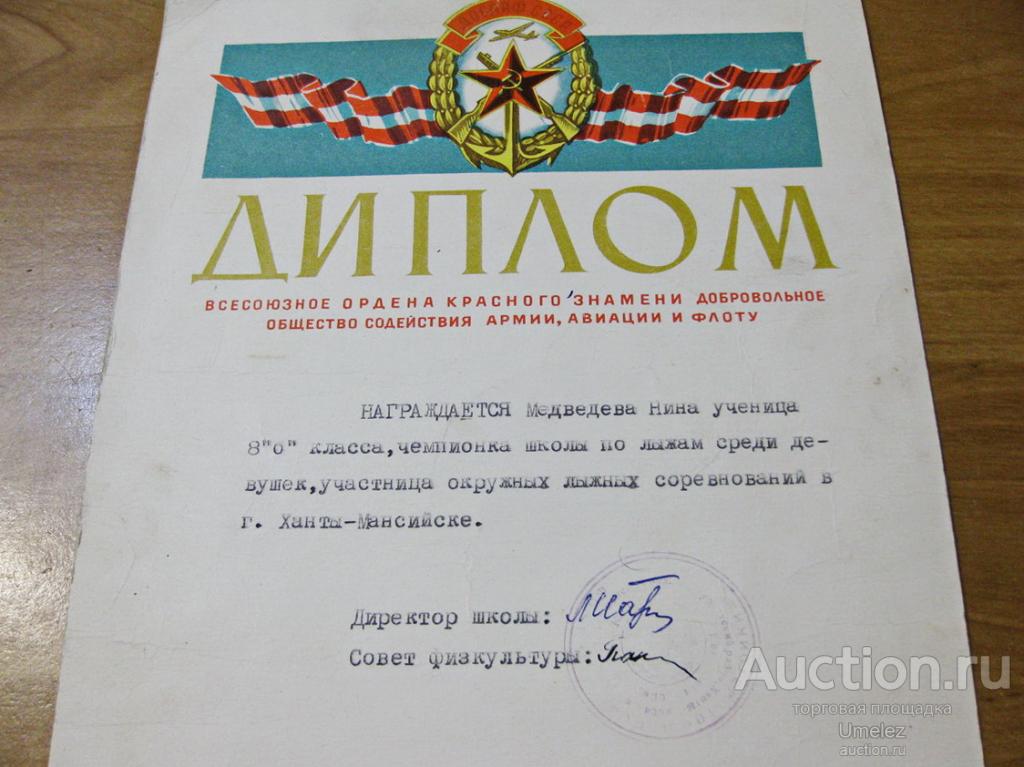 ДОСААФ СССР
ДИПЛОМ
ВСЕСОЮЗНОЕ ОРДЕНА КРАСНОГО ЗНАМЕНИ ДОБРОВОЛЬНОЕ
ОБЩЕСТВО СОДЕЙСТВИЯ АРМИИ, АВИАЦИИ И ФЛОТУ
НАГРАЖДАЕТСЯ Медведева Нина ученица
8"о" класса,чемпионка школы по лыжам среди де-
вушек,участница окружных лыжных соревнований в
г. Ханты-Мансийске.
Директор школы:
Совет физкультуры:
Auction.ru
торговая площадка
Umelez
auction.ru